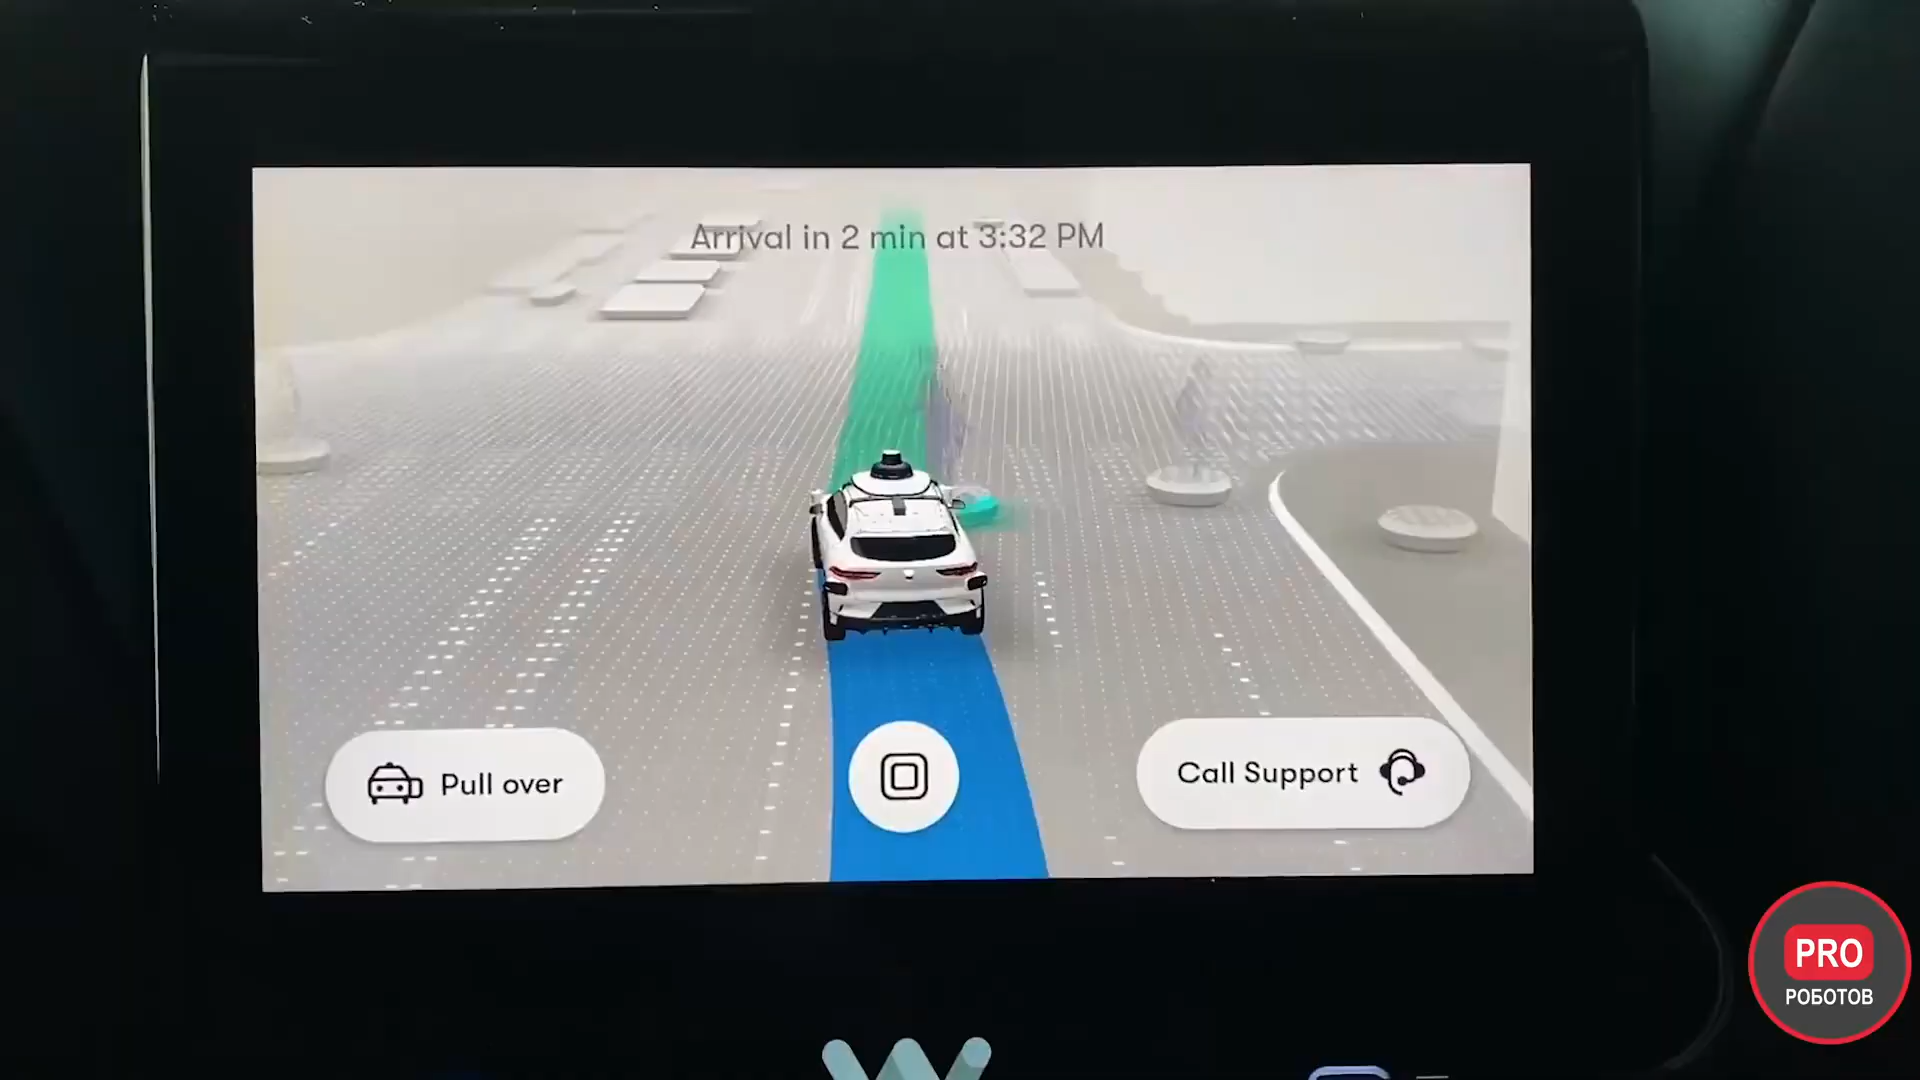 Arrival in 2 min at 3:32 PM
Pull over
Call Support
PRO
РОБОТОВ